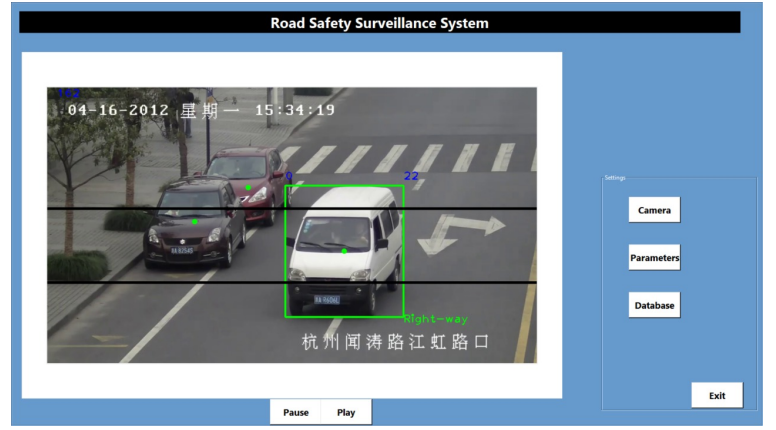 Road Safety Surveillance System
04-16-2012 星期一 15:34:19
0
22
Settings
Camera
Parameters
Database
Right-way
杭州闻涛路江虹路口
Exit
Pause
Play